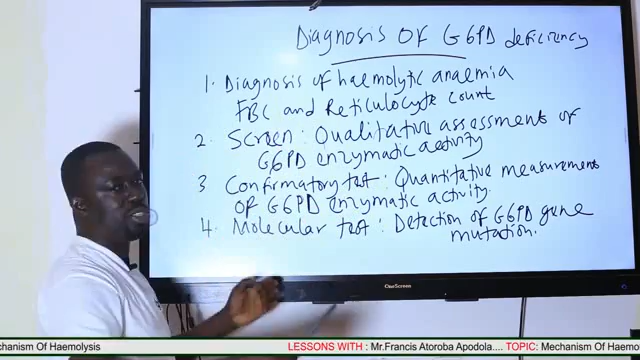 Diagnosis Of G6PD deficiency
1. Diagnosis of haemolytic anaemia
FBC and Reticulocyte count
2. Screen: Qualitative assessment of
G6PD enzymatic activity
3 Confirmatory test: Quantitative measurement
of G6PD enzymatic activity.
4. Molecular test: Detection of G6PD gene
mutation.
OneScreen
Mechanism Of Haemolysis LESSONS WITH : Mr.Francis Atoroba Apodola.... TOPIC: Mechanism Of Haemo